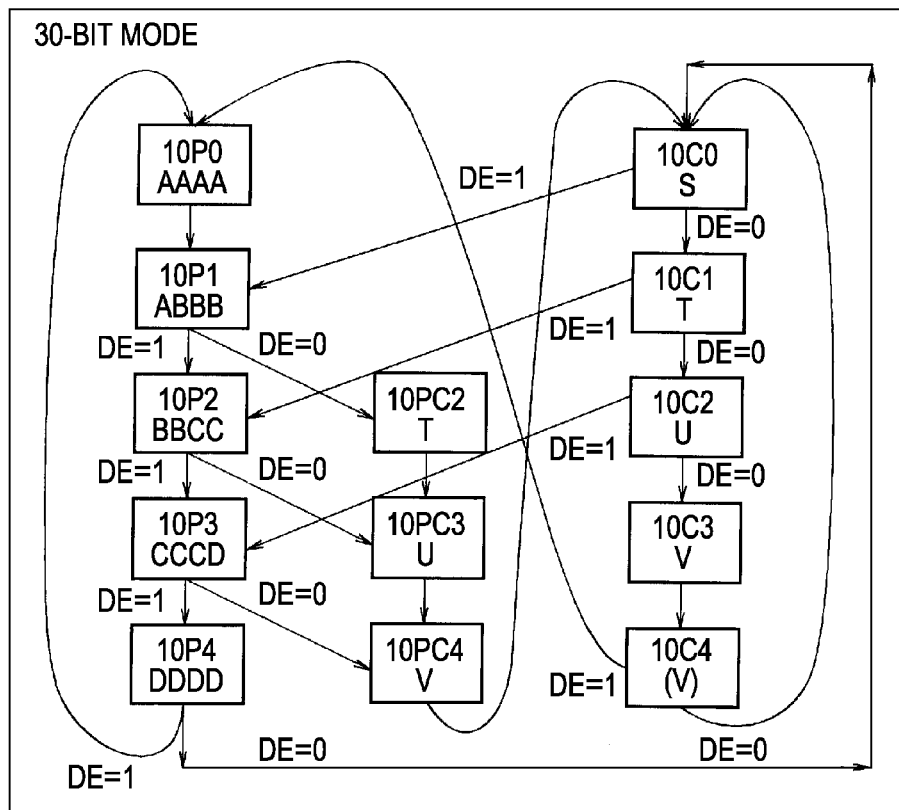 30-BIT MODE
10P0
AAAA
10C0
S
DE=1
DE=0
10P1
ABBB
10C1
T
DE=1
DE=0
DE=1
DE=0
10P2
BBCC
10PC2
T
10C2
U
DE=1
DE=0
DE=1
DE=0
10P3
CCCD
10PC3
U
10C3
V
DE=1
DE=0
10P4
DDDD
10PC4
V
10C4
(V)
DE=1
DE=1
DE=0
DE=0